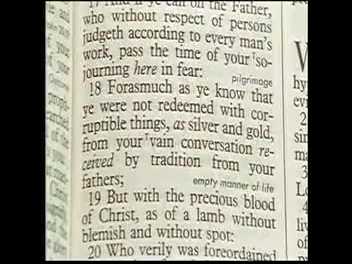 17 And if ye call on the Father,
who without respect of persons
judgeth according to every man's
work, pass the time of your so-
journing here in fear:
pilgrimage
18 Forasmuch as ye know that
ye were not redeemed with cor-
ruptible things, as silver and gold,
from your vain conversation re-
ceived by tradition from your
fathers;
empty manner of life
19 But with the precious blood
of Christ, as of a lamb without
blemish and without spot:
20 Who verily was foreordained